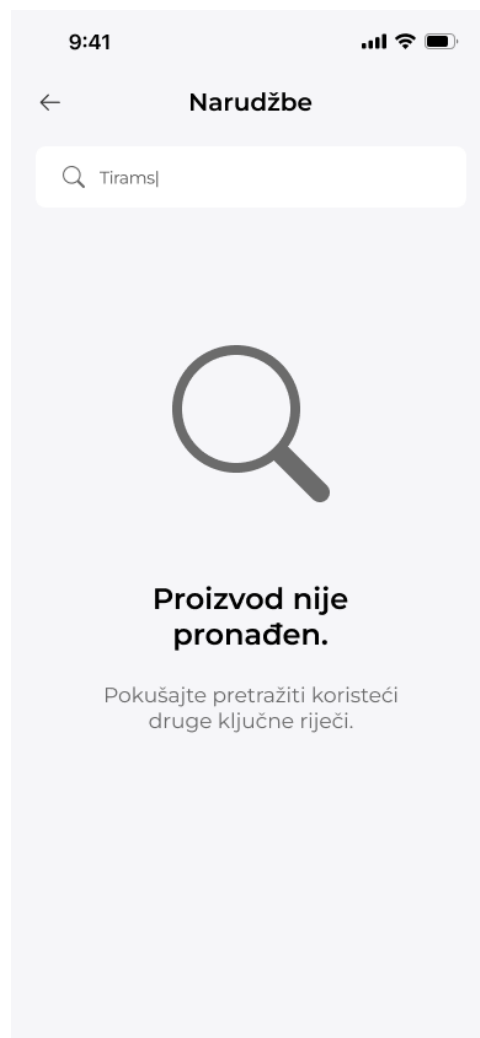 9:41
Narudžbe
Tirams|
Proizvod nije
pronađen.
Pokušajte pretražiti koristeći
druge ključne riječi.